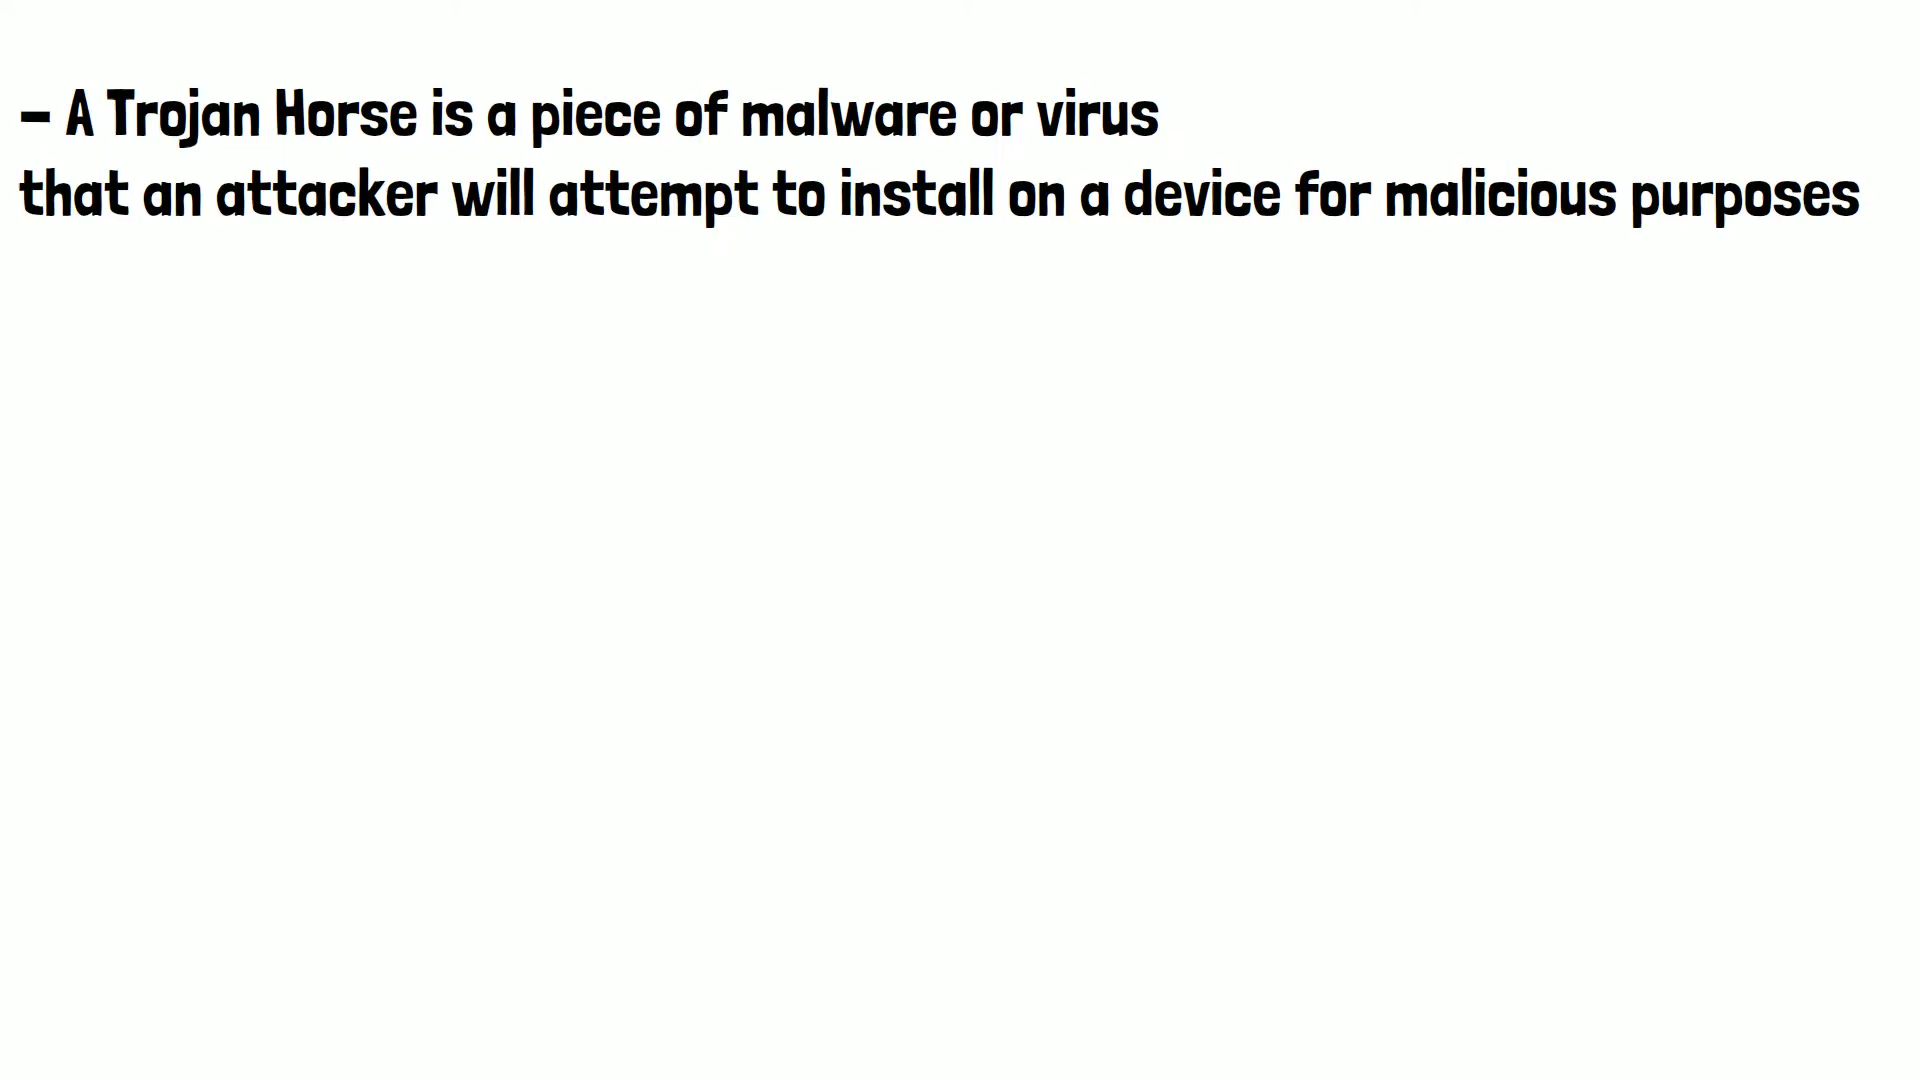 - A Trojan Horse is a piece of malware or virus
that an attacker will attempt to install on a device for malicious purposes